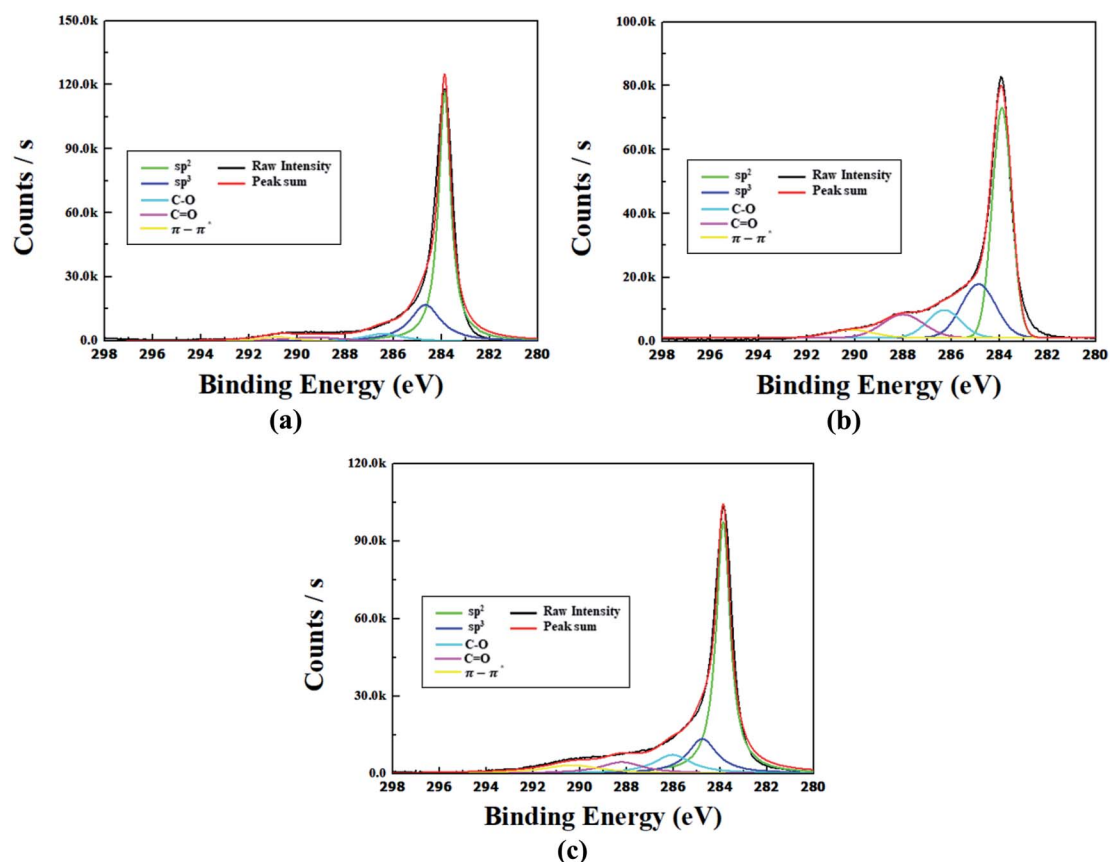 150.0k
120.0k
90.0k
60.0k
30.0k
0.0
Counts / s
sp² Raw Intensity
sp³ Peak sum
C-O
C=O
π − π*
298 296 294 292 290 288 286 284 282 280
Binding Energy (eV)
(a)
100.0k
80.0k
60.0k
40.0k
20.0k
0.0
Counts / s
sp² Raw Intensity
sp³ Peak sum
C-O
C=O
π − π*
298 296 294 292 290 288 286 284 282 280
Binding Energy (eV)
(b)
120.0k
90.0k
60.0k
30.0k
0.0
Counts / s
sp² Raw Intensity
sp³ Peak sum
C-O
C=O
π − π*
298 296 294 292 290 288 286 284 282 280
Binding Energy (eV)
(c)